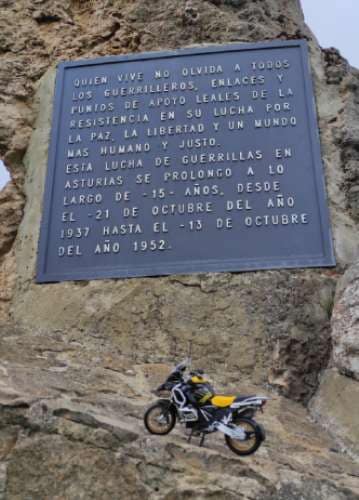 QUIEN VIVE NO OLVIDA A TODOS
LOS GUERRILLEROS, ENLACES Y
PUNTOS DE APOYO LEALES DE LA
RESISTENCIA EN SU LUCHA POR
LA PAZ, LA LIBERTAD Y UN MUNDO
MAS HUMANO Y JUSTO.
ESTA LUCHA DE GUERRILLAS EN
ASTURIAS SE PROLONGO A LO
LARGO DE -15- AÑOS, DESDE
EL -21 DE OCTUBRE DEL AÑO
1937 HASTA EL -13 DE OCTUBRE
DEL AÑO 1952.